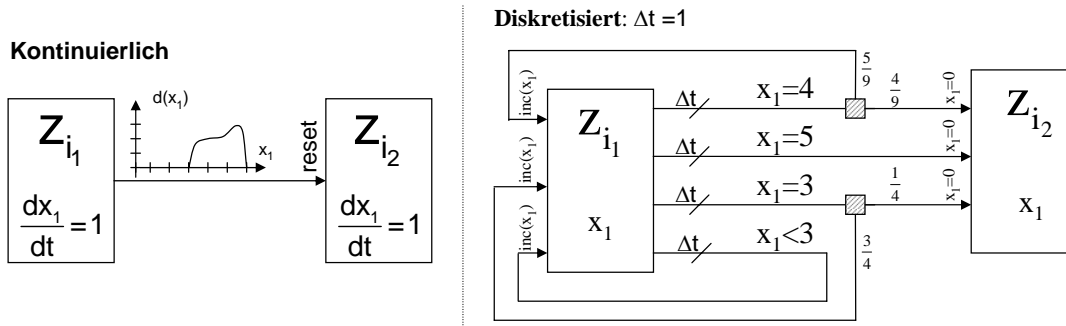 Kontinuierlich
Z_{i_1}
dx_1/dt = 1
d(x_1)
x_1
reset
Z_{i_2}
dx_1/dt = 1
Diskretisiert: Δt =1
inc(x_1)
inc(x_1)
inc(x_1)
Z_{i_1}
x_1
Δt
x_1=4
5/9
4/9
x_1=0
Δt
x_1=5
x_1=0
Δt
x_1=3
1/4
x_1=0
Δt
x_1<3
3/4
Z_{i_2}
x_1